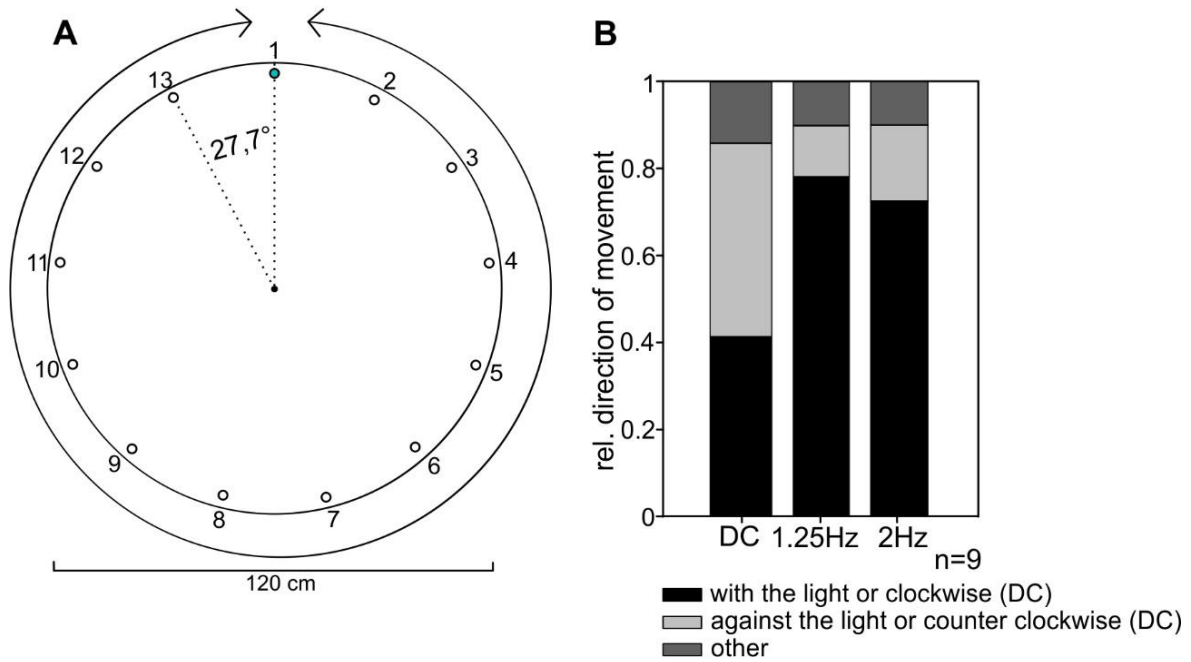 A
1
2
3
4
5
6
7
8
9
10
11
12
13
27,7°
120 cm
B
rel. direction of movement
1
0.8
0.6
0.4
0.2
0
DC 1.25Hz 2Hz
n=9
with the light or clockwise (DC)
against the light or counter clockwise (DC)
other